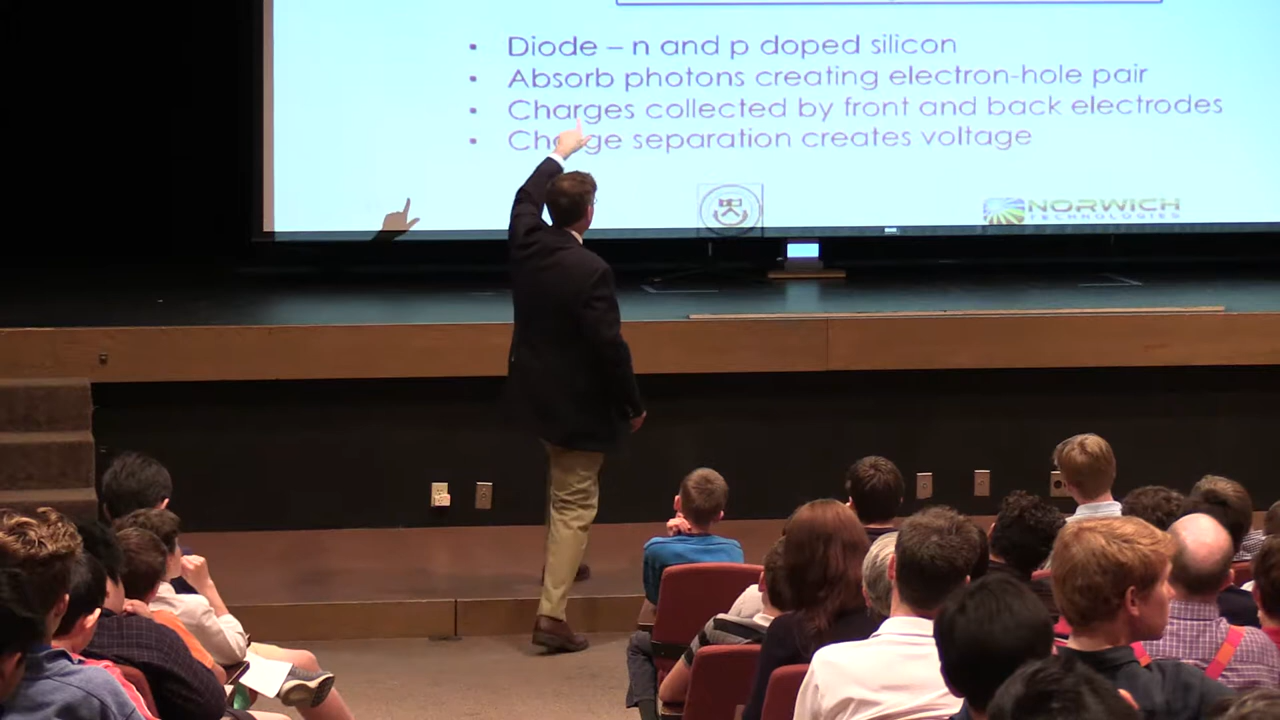 • Diode – n and p doped silicon
• Absorb photons creating electron-hole pair
• Charges collected by front and back electrodes
• Charge separation creates voltage
NORWICH
TECHNOLOGIES